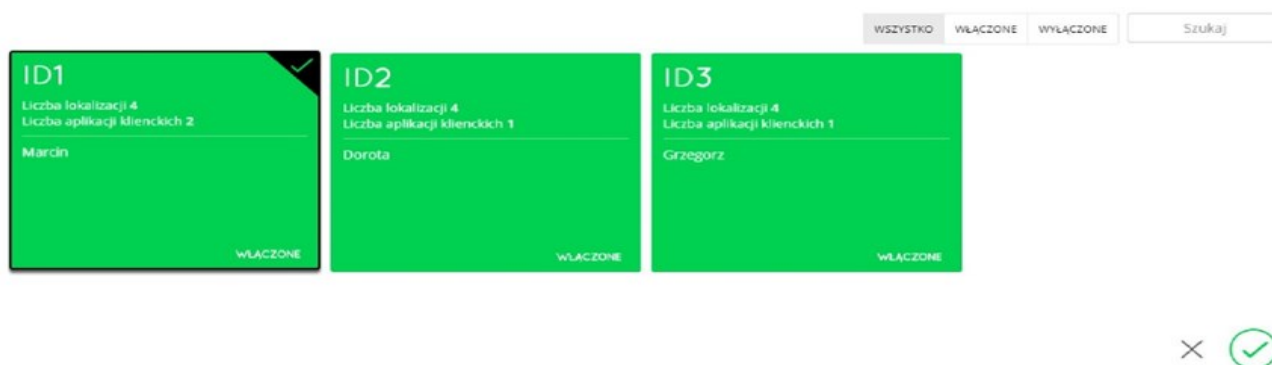 WSZYSTKO WŁĄCZONE WYŁĄCZONE Szukaj
ID1
Liczba lokalizacji 4
Liczba aplikacji klienckich 2
Marcin
WŁĄCZONE
ID2
Liczba lokalizacji 4
Liczba aplikacji klienckich 1
Dorota
WŁĄCZONE
ID3
Liczba lokalizacji 4
Liczba aplikacji klienckich 1
Grzegorz
WŁĄCZONE